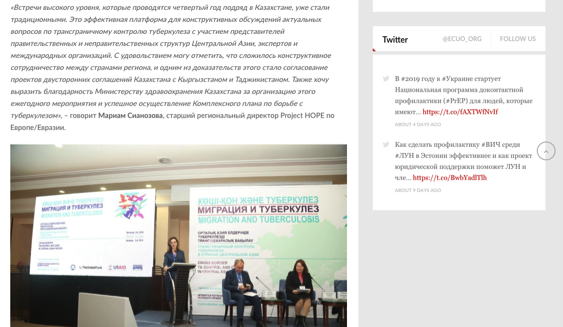 «Встречи высокого уровня, которые проводятся четвертый год подряд в Казахстане, уже стали
традиционными. Это эффективная платформа для конструктивных обсуждений актуальных
вопросов по трансграничному контролю туберкулеза с участием представителей
правительственных и неправительственных структур Центральной Азии, экспертов и
международных организаций. С удовольствием могу отметить, что сложилось конструктивное
сотрудничество между странами региона, и одним из доказательств этого стало согласование
проектов двусторонних соглашений Казахстана с Кыргызстаном и Таджикистаном. Также хочу
выразить благодарность Министерству здравоохранения Казахстана за организацию этого
ежегодного мероприятия и успешное осуществление Комплексного плана по борьбе с
туберкулезом», – говорит Мариам Сианозова, старший региональный директор Project HOPE по
Европе/Евразии.
КӨШІ-ҚОН ЖӘНЕ ТУБЕРКУЛЕЗ
МИГРАЦИЯ И ТУБЕРКУЛЕЗ
MIGRATION AND TUBERCULOSIS
USAID
КӨШІ-ҚОН ЖӘНЕ ТУБЕРКУЛЕЗ
МИГРАЦИЯ И ТУБЕРКУЛЕЗ
MIGRATION AND TUBERCULOSIS
Twitter
@ECUO_ORG
FOLLOW US
В #2019 году в #Украине стартует
Национальная программа доконтактной
профилактики (#PrEP) для людей, которые
имеют… https://t.co/fAXTWfNvIf
ABOUT 4 DAYS AGO
Как сделать профилактику #ВИЧ среди
#ЛУН в Эстонии эффективнее и как проект
юридической поддержки поможет ЛУН и
чле… https://t.co/BwbYadlTlh
ABOUT 9 DAYS AGO